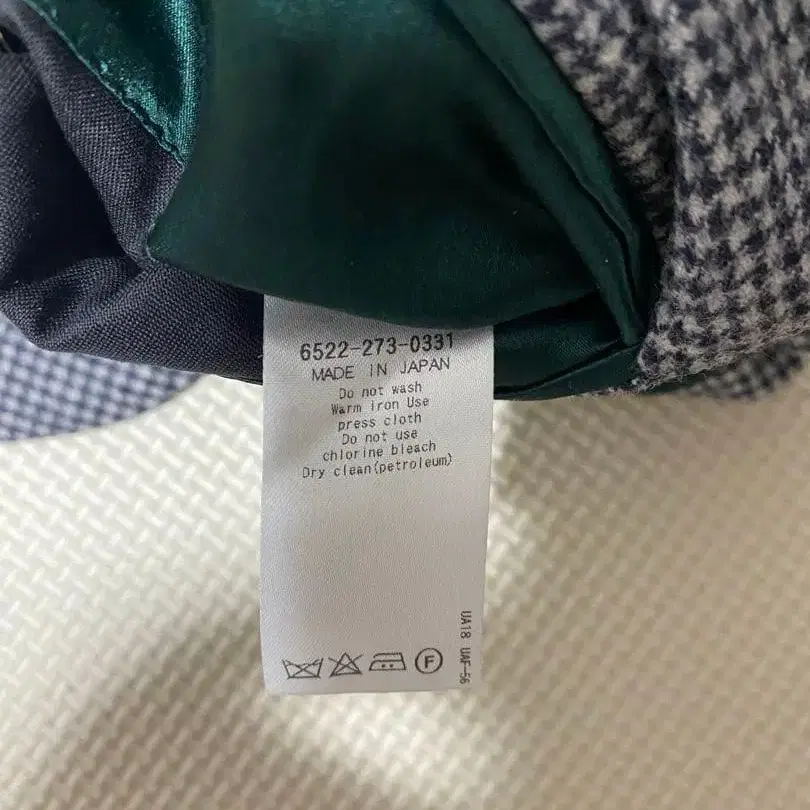 6522-273-0331
MADE IN JAPAN
Do not wash
Warm iron Use
press cloth
Do not use
chlorine bleach
Dry clean(petroleum)
F
UA18 UAF-56